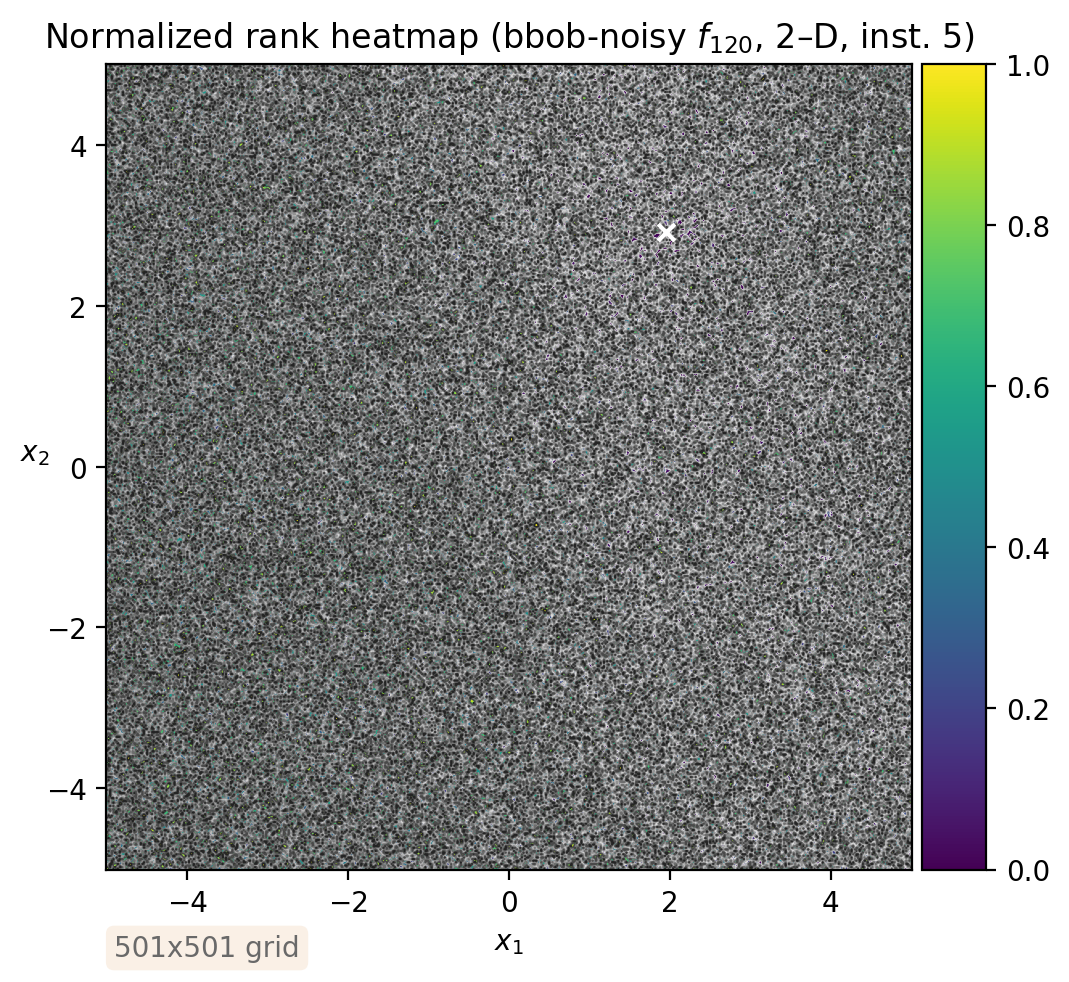 Normalized rank heatmap (bbob-noisy f₁₂₀, 2–D, inst. 5)
1.0
0.8
0.6
0.4
0.2
0.0
4
2
0
−2
−4
x₂
−4 −2 0 2 4
x₁
501x501 grid